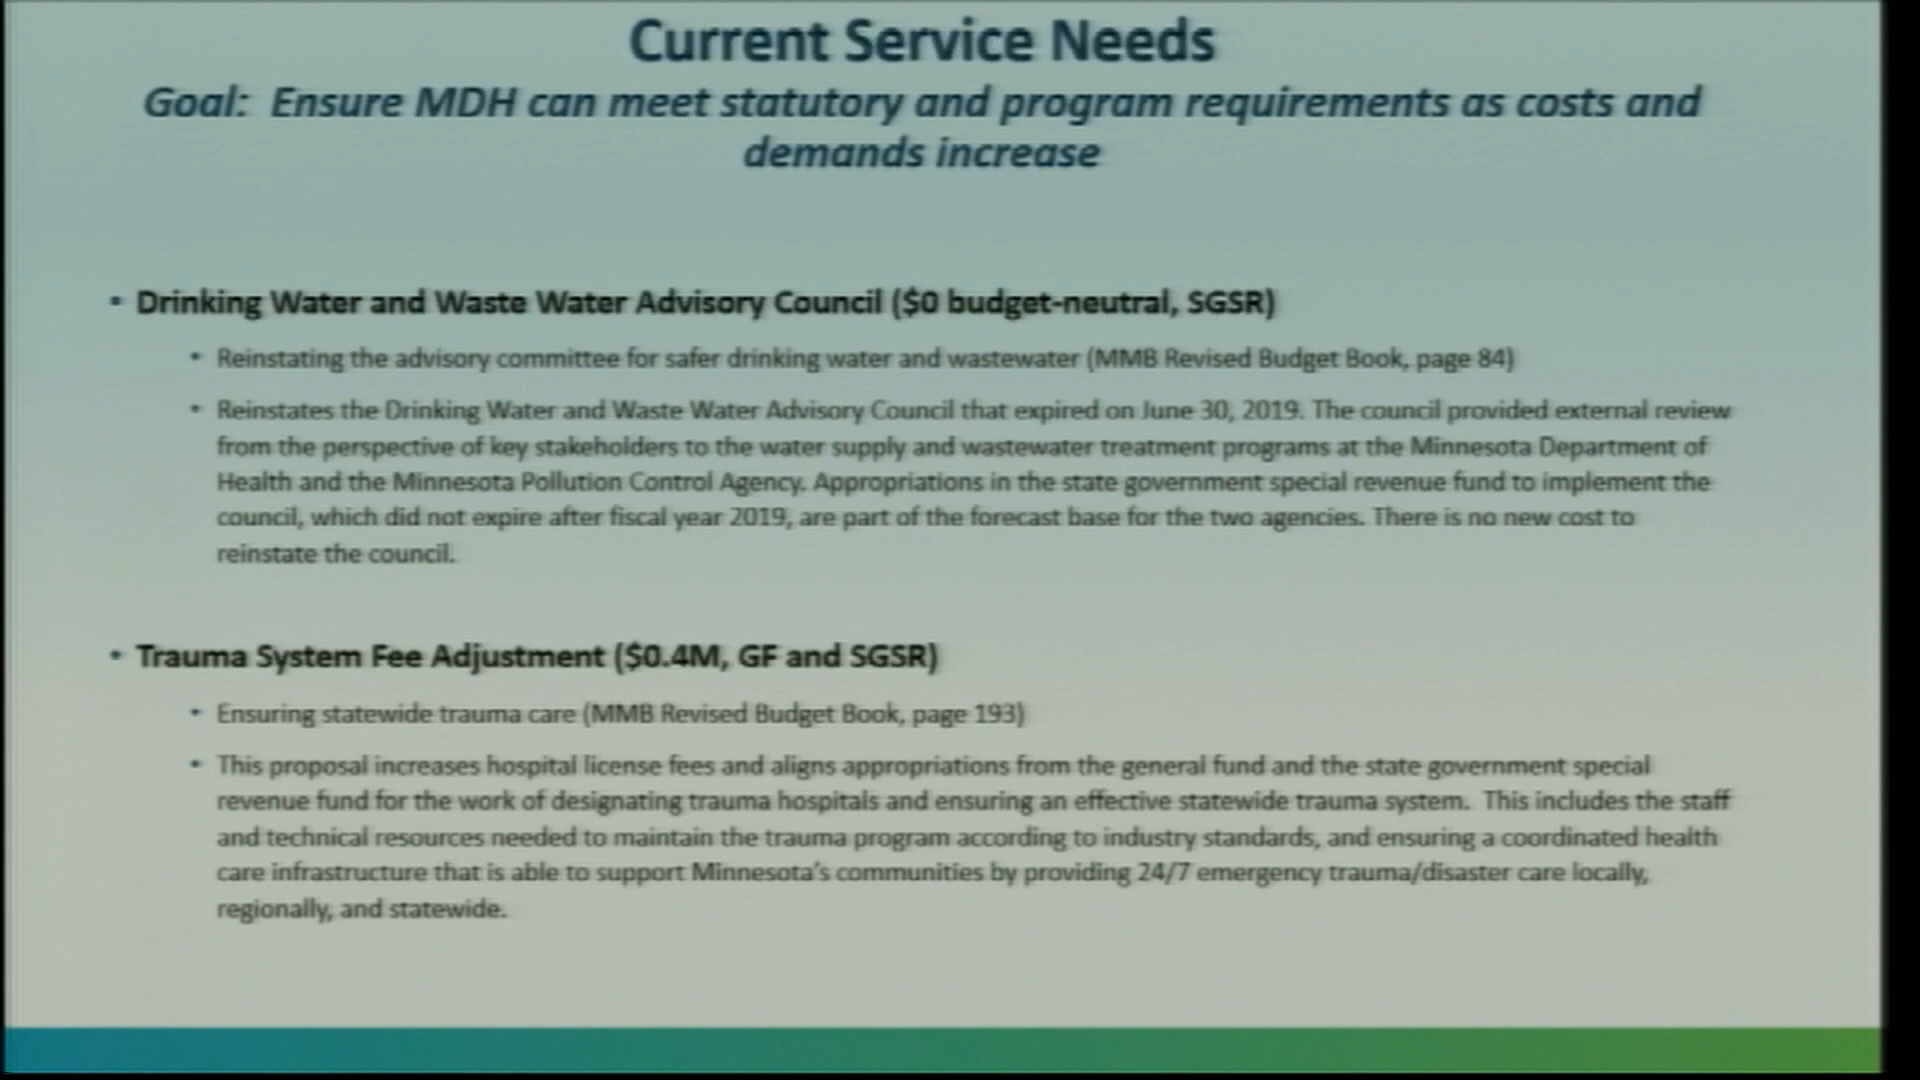 Current Service Needs
Goal:  Ensure MDH can meet statutory and program requirements as costs and
demands increase
• Drinking Water and Waste Water Advisory Council ($0 budget-neutral, SGSR)
• Reinstating the advisory committee for safer drinking water and wastewater (MMB Revised Budget Book, page 84)
• Reinstates the Drinking Water and Waste Water Advisory Council that expired on June 30, 2019. The council provided external review
from the perspective of key stakeholders to the water supply and wastewater treatment programs at the Minnesota Department of
Health and the Minnesota Pollution Control Agency. Appropriations in the state government special revenue fund to implement the
council, which did not expire after fiscal year 2019, are part of the forecast base for the two agencies. There is no new cost to
reinstate the council.
• Trauma System Fee Adjustment ($0.4M, GF and SGSR)
• Ensuring statewide trauma care (MMB Revised Budget Book, page 193)
• This proposal increases hospital license fees and aligns appropriations from the general fund and the state government special
revenue fund for the work of designating trauma hospitals and ensuring an effective statewide trauma system.  This includes the staff
and technical resources needed to maintain the trauma program according to industry standards, and ensuring a coordinated health
care infrastructure that is able to support Minnesota's communities by providing 24/7 emergency trauma/disaster care locally,
regionally, and statewide.